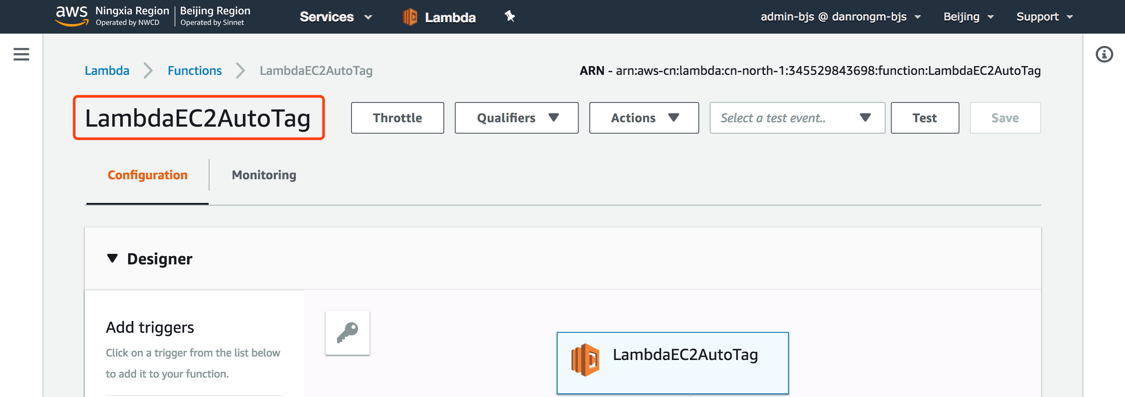 aws Ningxia Region Beijing Region Services Lambda admin-bjs @ danrongm-bjs Beijing Support
Operated by NWCD Operated by Sinnet
Lambda Functions LambdaEC2AutoTag ARN - arn:aws-cn:lambda:cn-north-1:345529843698:function:LambdaEC2AutoTag
LambdaEC2AutoTag Throttle Qualifiers Actions Select a test event.. Test Save
Configuration Monitoring
Designer
Add triggers
Click on a trigger from the list below
to add it to your function.
LambdaEC2AutoTag